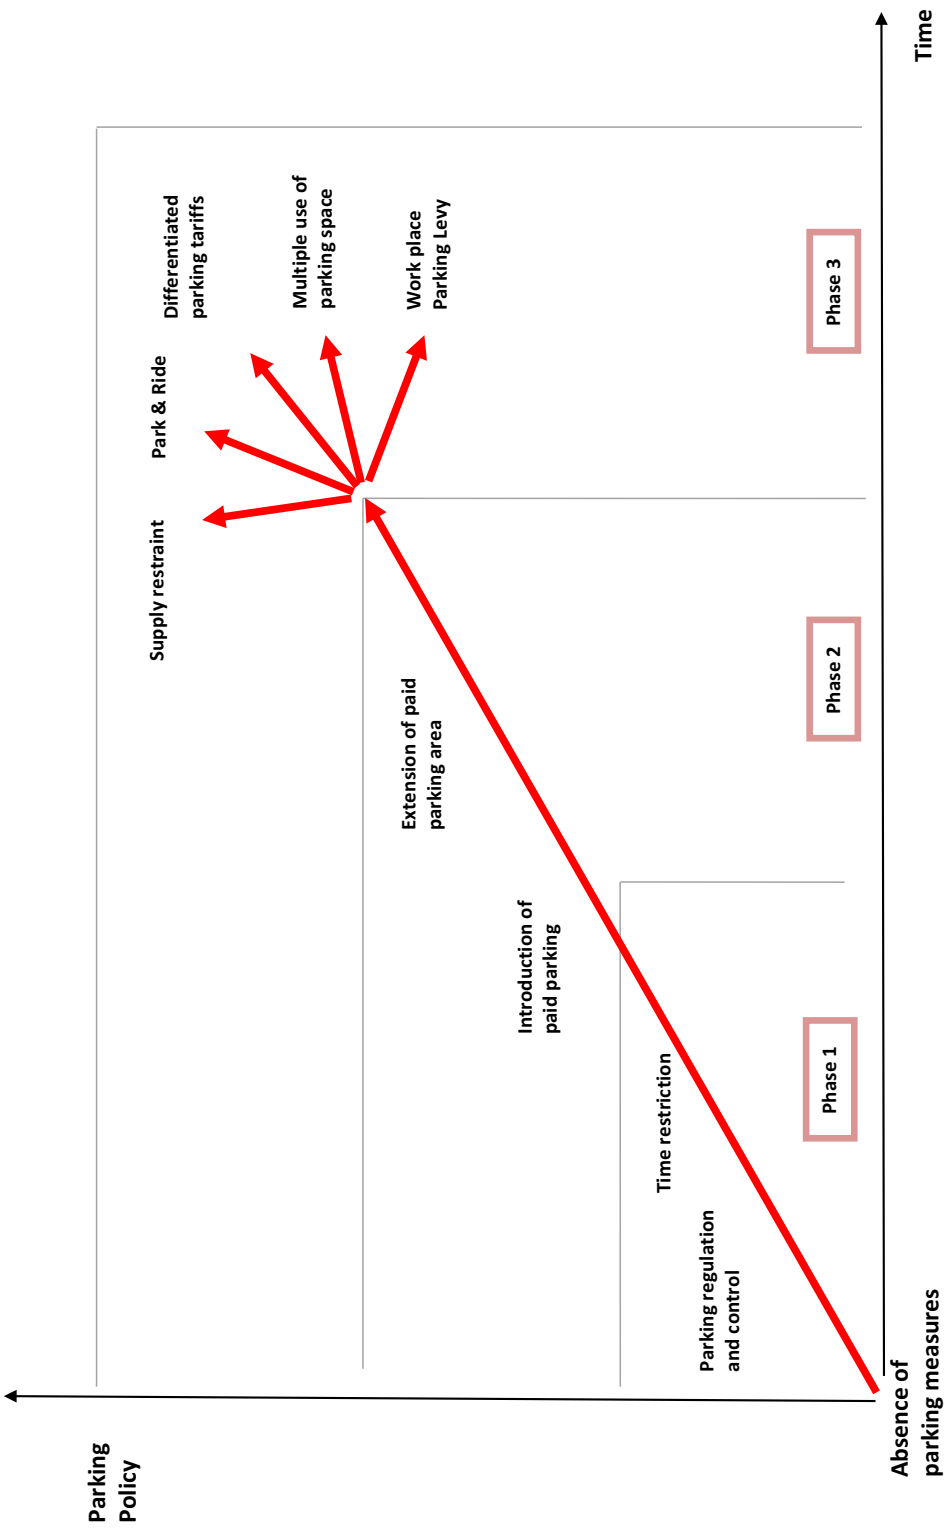 Parking
Policy
Supply restraint
Park & Ride
Differentiated
parking tariffs
Multiple use of
parking space
Work place
Parking Levy
Extension of paid
parking area
Introduction of
paid parking
Time restriction
Parking regulation
and control
Phase 1
Phase 2
Phase 3
Absence of
parking measures
Time